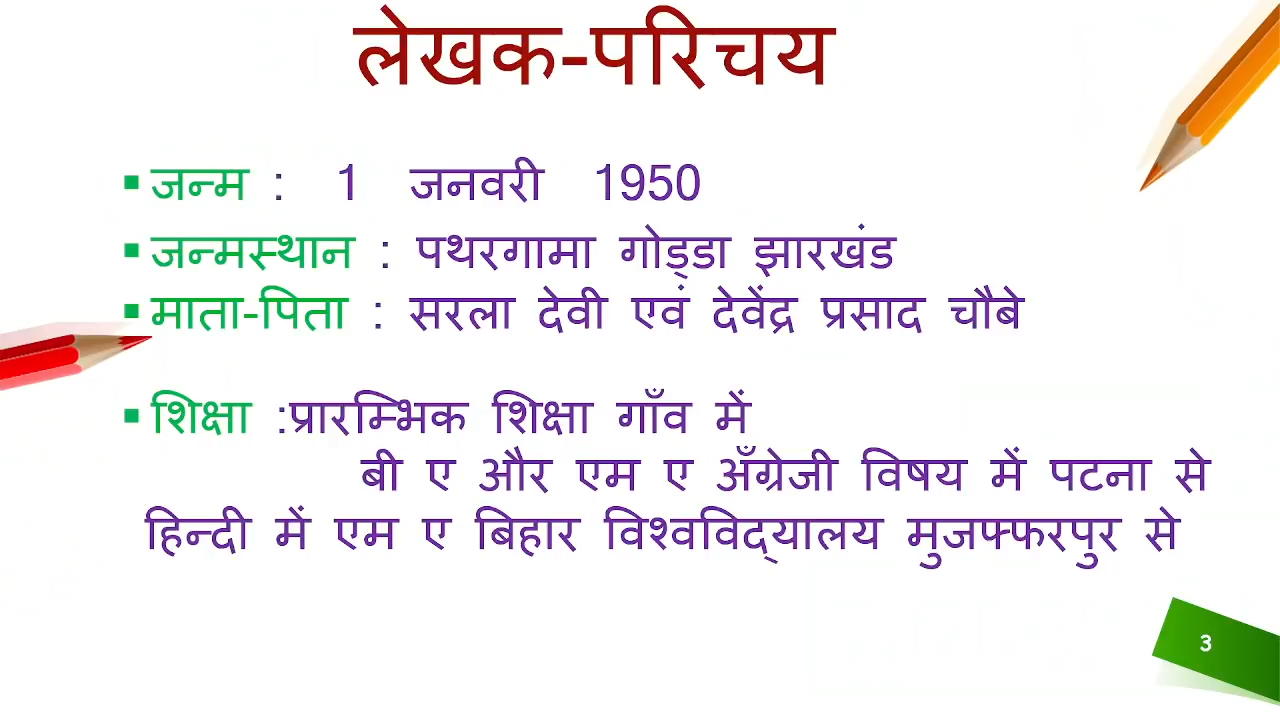 लेखक-परिचय
▪ जन्म : 1 जनवरी 1950
▪ जन्मस्थान : पथरगामा गोड्डा झारखंड
▪ माता-पिता : सरला देवी एवं देवेंद्र प्रसाद चौबे
▪ शिक्षा :प्रारम्भिक शिक्षा गाँव में
बी ए और एम ए अँग्रेजी विषय में पटना से
हिन्दी में एम ए बिहार विश्वविद्यालय मुजफ्फरपुर से
3